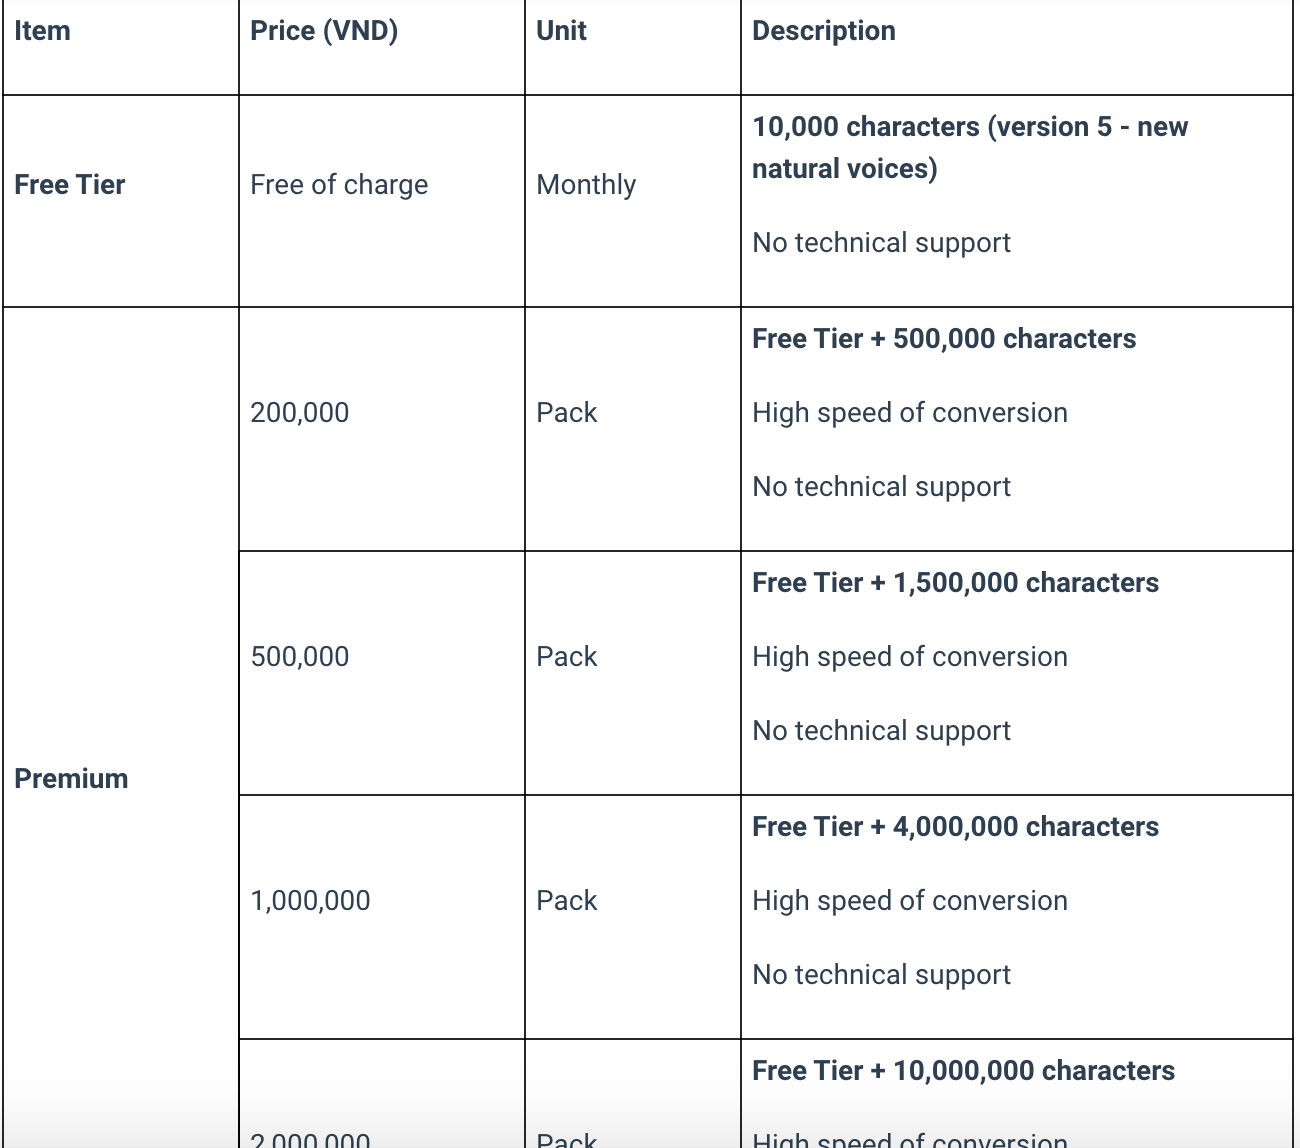 Item Price (VND) Unit Description
10,000 characters (version 5 - new
natural voices)
Free Tier Free of charge Monthly
No technical support
Free Tier + 500,000 characters
200,000 Pack High speed of conversion
No technical support
Free Tier + 1,500,000 characters
500,000 Pack High speed of conversion
No technical support
Premium
Free Tier + 4,000,000 characters
1,000,000 Pack High speed of conversion
No technical support
Free Tier + 10,000,000 characters
2,000,000 Pack High speed of conversion